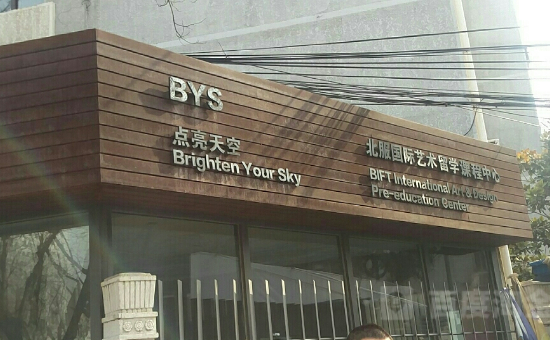 BYS
点亮天空
Brighten Your Sky
北服国际艺术留学课程中心
BIFT International Art & Design
Pre-education Center